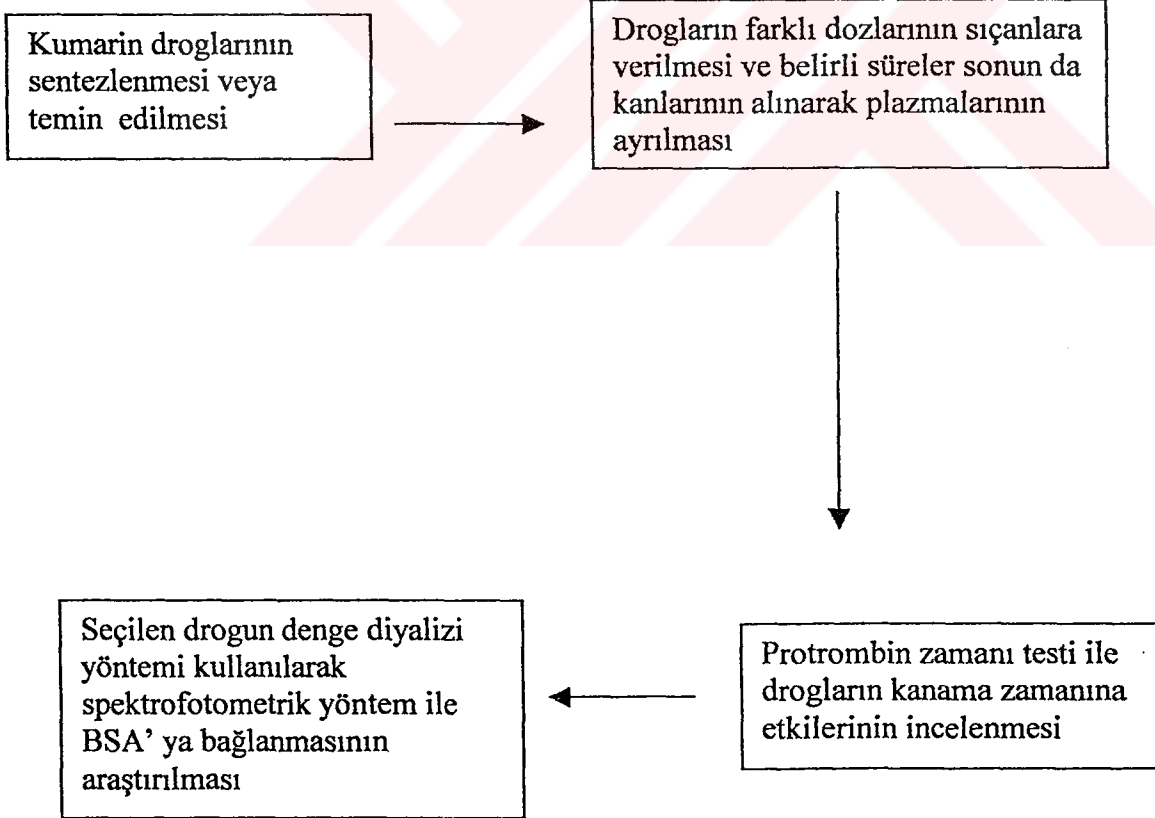 Kumarin droglarının
sentezlenmesi veya
temin edilmesi
Drogların farklı dozlarının sıçanlara
verilmesi ve belirli süreler sonun da
kanlarının alınarak plazmalarının
ayrılması
Protrombin zamanı testi ile
drogların kanama zamanına
etkilerinin incelenmesi
Seçilen drogun denge diyalizi
yöntemi kullanılarak
spektrofotometrik yöntem ile
BSA' ya bağlanmasının
araştırılması